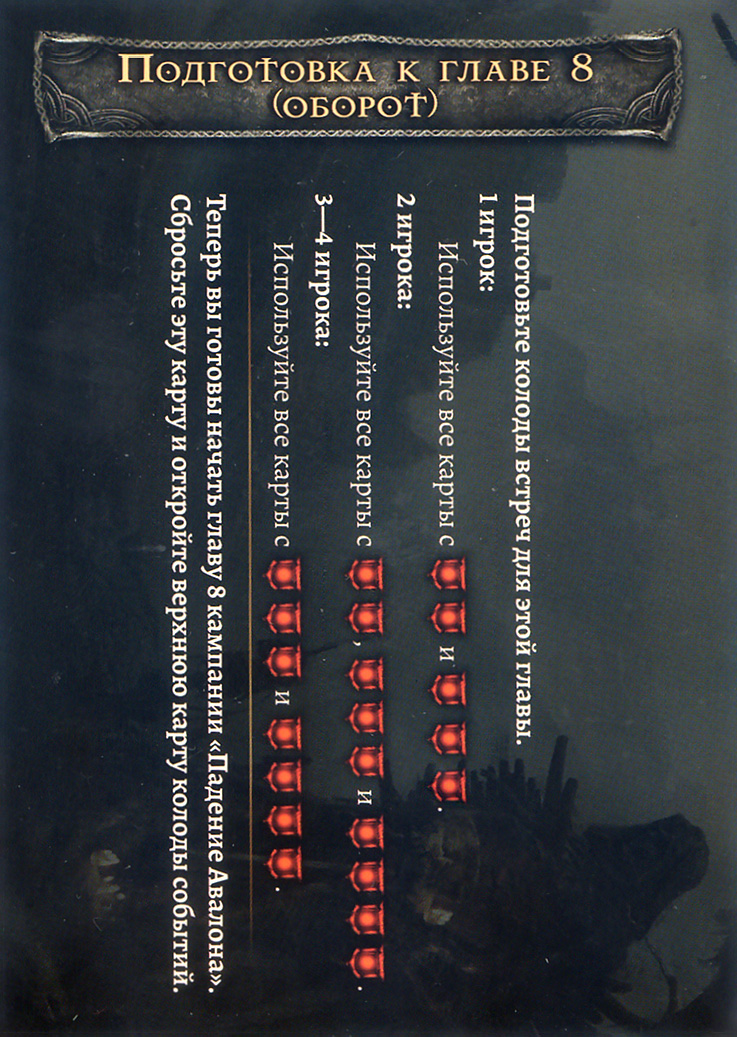 Подготовка к главе 8
(оборот)
Подготовьте колоды встреч для этой главы.
1 игрок:
Используйте все карты с и .
2 игрока:
Используйте все карты с , и .
3—4 игрока:
Используйте все карты с и .
Теперь вы готовы начать главу 8 кампании «Падение Авалона».
Сбросьте эту карту и откройте верхнюю карту колоды событий.